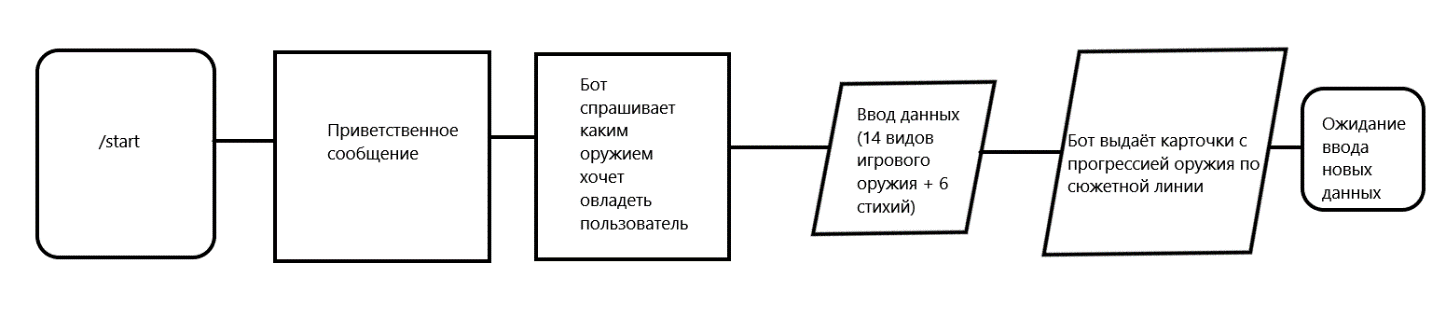 /start
Приветственное
сообщение
Бот
спрашивает
каким
оружием
хочет
овладеть
пользователь
Ввод данных
(14 видов
игрового
оружия + 6
стихий)
Бот выдаёт карточки с
прогрессией оружия по
сюжетной линии
Ожидание
ввода
новых
данных